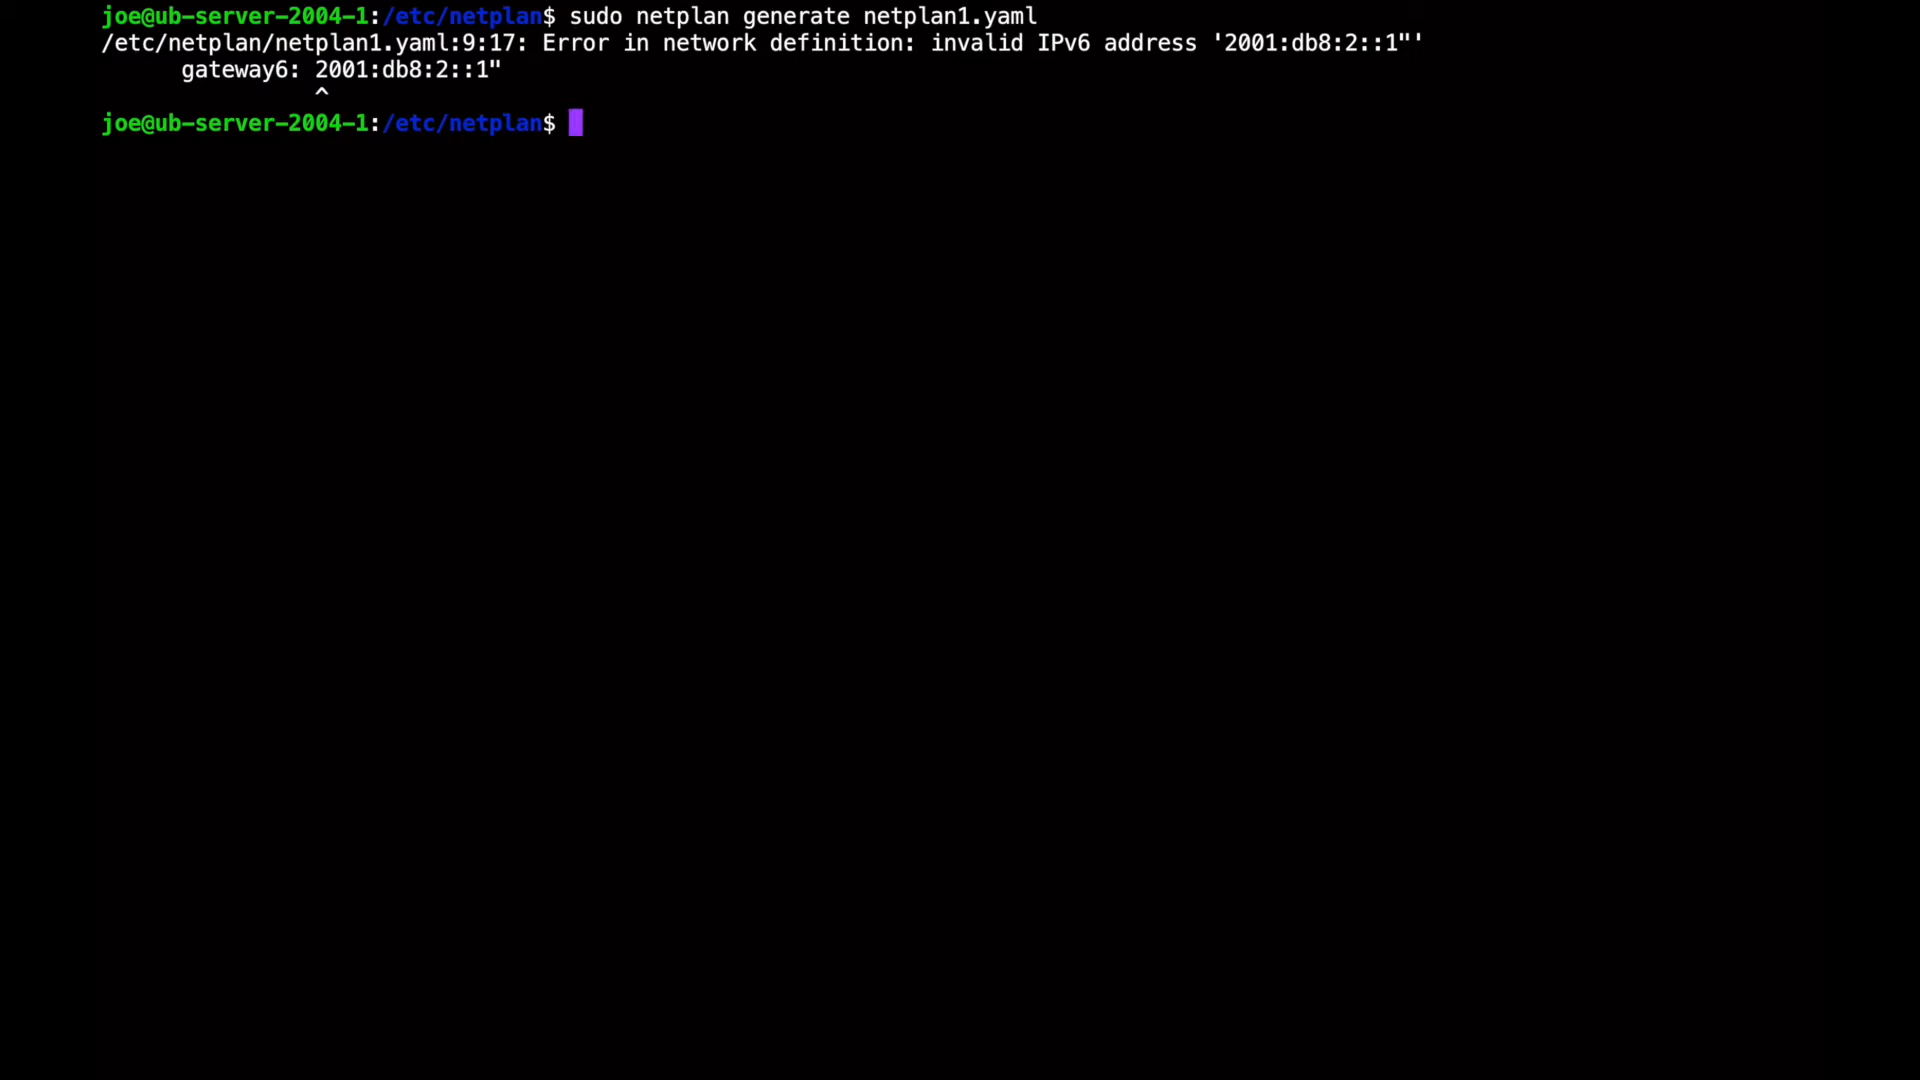 joe@ub-server-2004-1:/etc/netplan$ sudo netplan generate netplan1.yaml
/etc/netplan/netplan1.yaml:9:17: Error in network definition: invalid IPv6 address '2001:db8:2::1"'
      gateway6: 2001:db8:2::1"
                ^
joe@ub-server-2004-1:/etc/netplan$